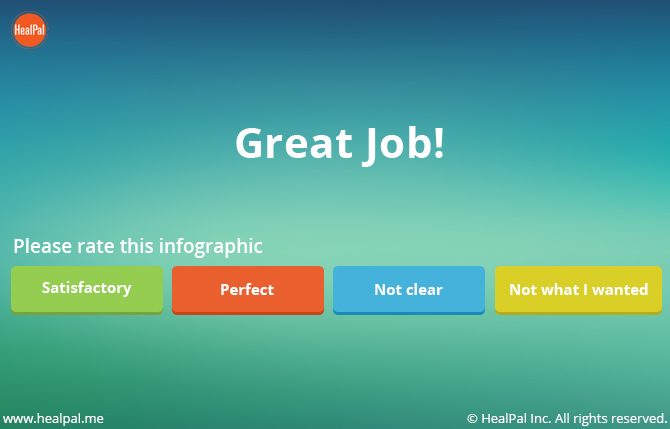 HealPal
Great Job!
Please rate this infographic
Satisfactory
Perfect
Not clear
Not what I wanted
www.healpal.me
© HealPal Inc. All rights reserved.